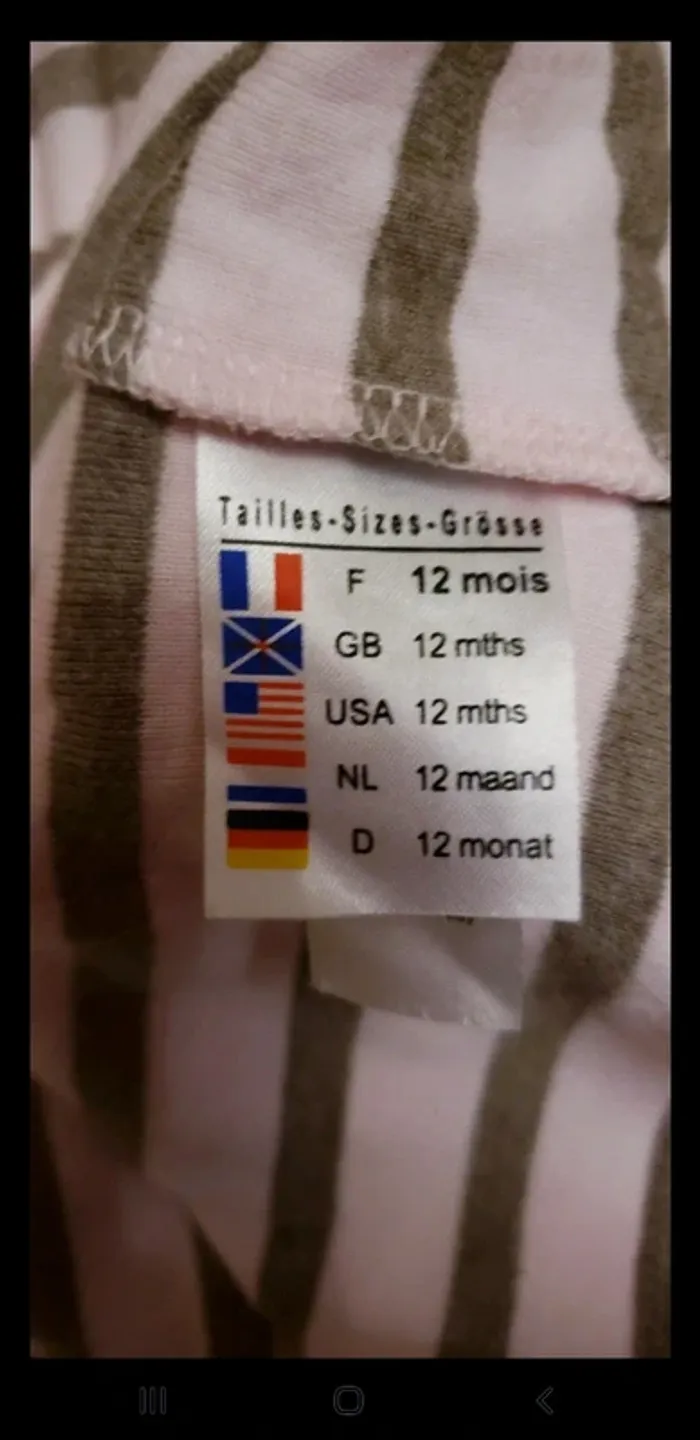 Tailles-Sizes-Grösse
F 12 mois
GB 12 mths
USA 12 mths
NL 12 maand
D 12 monat